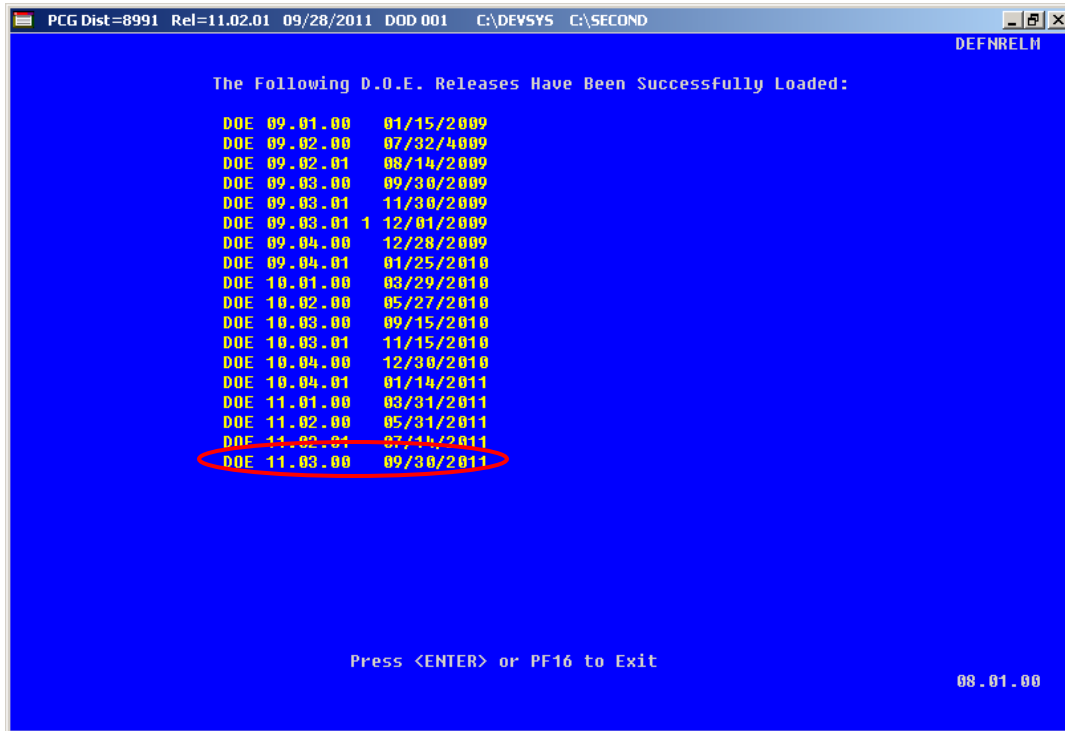 PCG Dist=8991 Rel=11.02.01 09/28/2011 DOD 001 C:\DEVSYS C:\SECOND
DEFNRELM
The Following D.O.E. Releases Have Been Successfully Loaded:
DOE 09.01.00 01/15/2009
DOE 09.02.00 07/32/4009
DOE 09.02.01 08/14/2009
DOE 09.03.00 09/30/2009
DOE 09.03.01 11/30/2009
DOE 09.03.01 1 12/01/2009
DOE 09.04.00 12/28/2009
DOE 09.04.01 01/25/2010
DOE 10.01.00 03/29/2010
DOE 10.02.00 05/27/2010
DOE 10.03.00 09/15/2010
DOE 10.03.01 11/15/2010
DOE 10.04.00 12/30/2010
DOE 10.04.01 01/14/2011
DOE 11.01.00 03/31/2011
DOE 11.02.00 05/31/2011
DOE 11.02.01 07/14/2011
DOE 11.03.00 09/30/2011
Press <ENTER> or PF16 to Exit
08.01.00